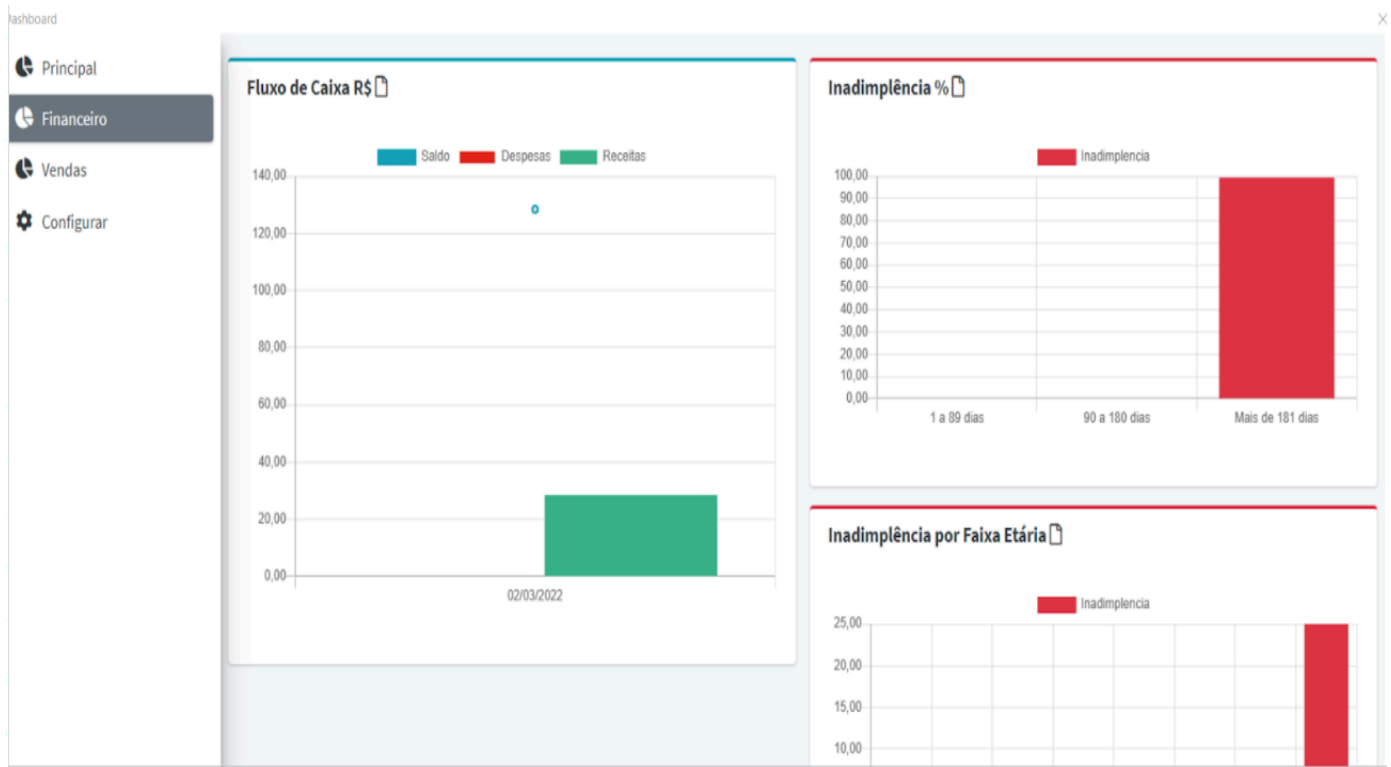 Dashboard
Principal
Financeiro
Vendas
Configurar
Fluxo de Caixa R$
Saldo Despesas Receitas
140,00
120,00
100,00
80,00
60,00
40,00
20,00
0,00
02/03/2022
Inadimplência %
Inadimplencia
100,00
90,00
80,00
70,00
60,00
50,00
40,00
30,00
20,00
10,00
0,00
1 a 89 dias 90 a 180 dias Mais de 181 dias
Inadimplência por Faixa Etária
Inadimplencia
25,00
20,00
15,00
10,00